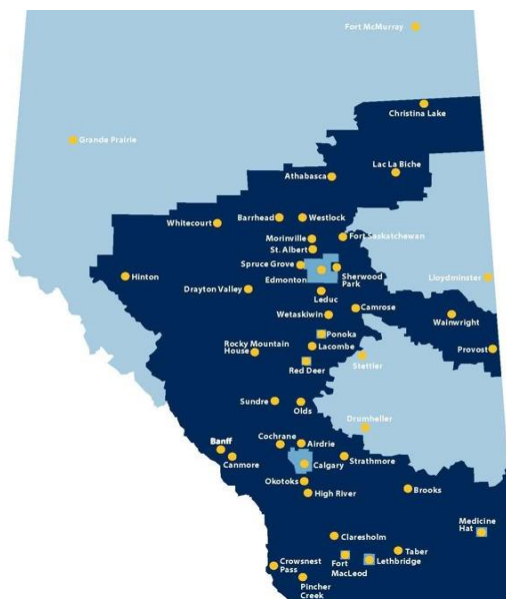 Fort McMurray
Christina Lake
Grande Prairie
Lac La Biche
Athabasca
Barrhead
Westlock
Whitecourt
Morinville
Fort Saskatchewan
St. Albert
Spruce Grove
Hinton
Edmonton
Sherwood
Park
Lloydminster
Drayton Valley
Leduc
Camrose
Wetaskiwin
Wainwright
Ponoka
Rocky Mountain
House
Lacombe
Provost
Stettler
Red Deer
Sundre
Olds
Drumheller
Cochrane
Airdrie
Banff
Canmore
Calgary
Strathmore
Okotoks
High River
Brooks
Medicine
Hat
Claresholm
Taber
Crowsnest
Pass
Fort
MacLeod
Lethbridge
Pincher
Creek